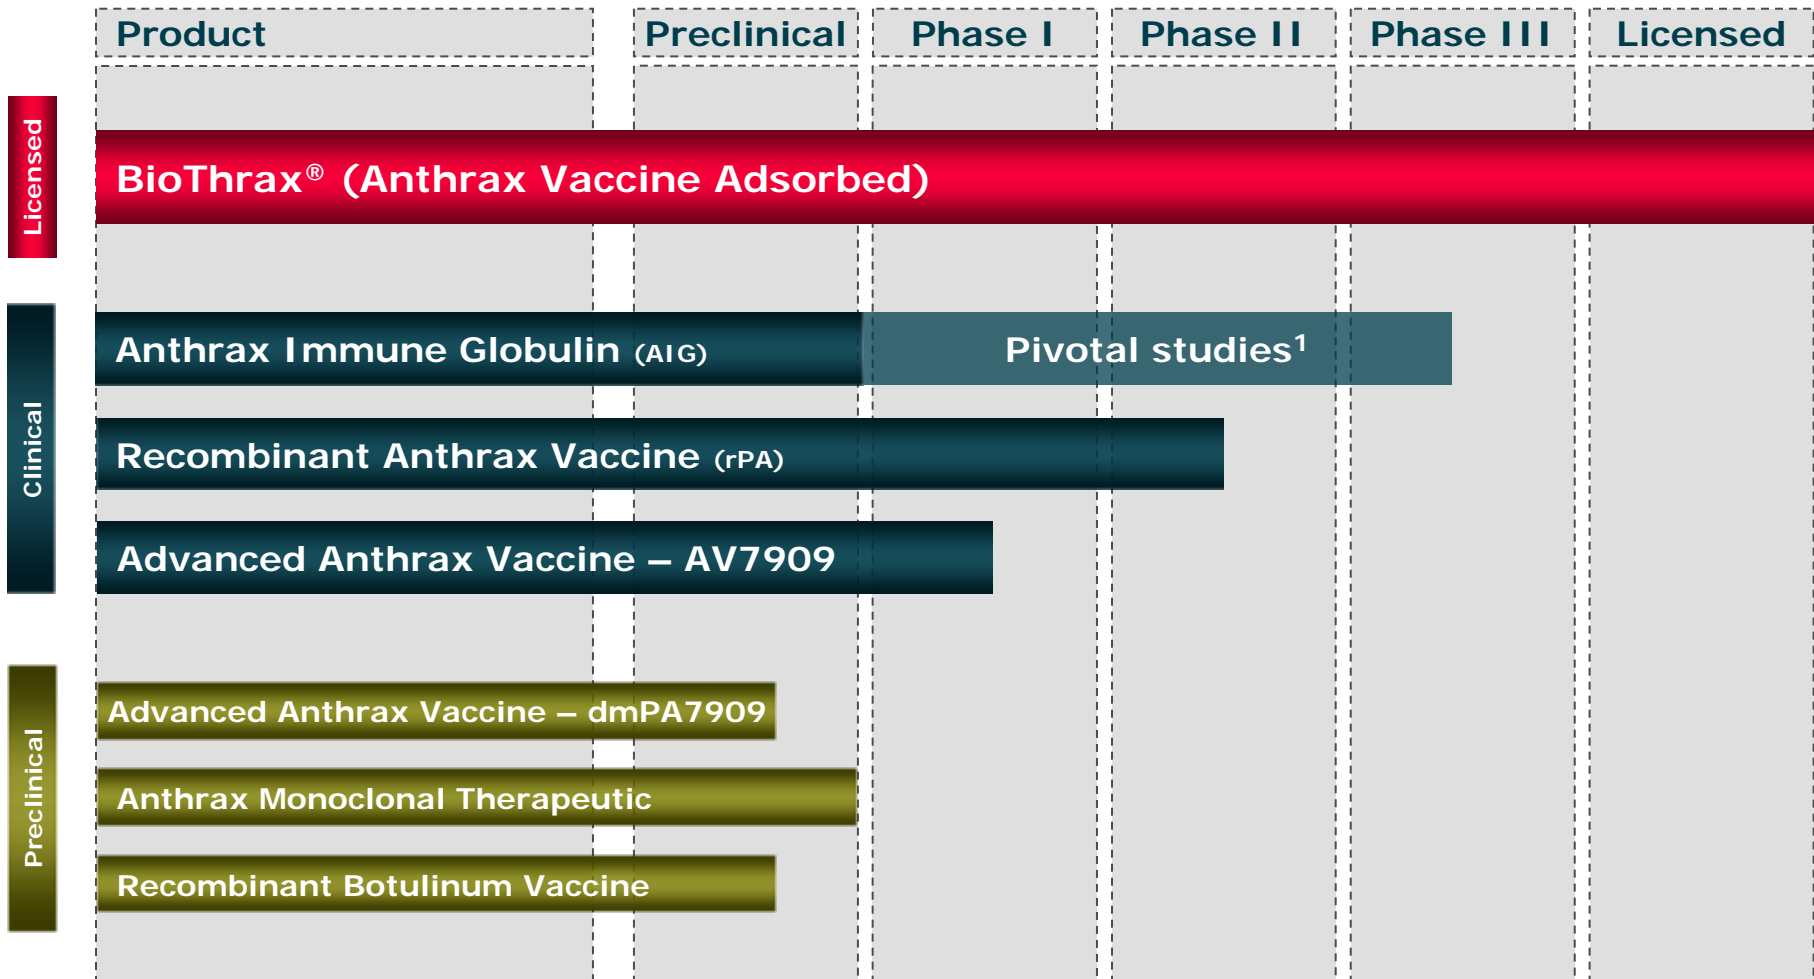 Product Preclinical Phase I Phase II Phase III Licensed
Licensed
BioThrax® (Anthrax Vaccine Adsorbed)
Clinical
Anthrax Immune Globulin (AIG) Pivotal studies¹
Recombinant Anthrax Vaccine (rPA)
Advanced Anthrax Vaccine – AV7909
Preclinical
Advanced Anthrax Vaccine – dmPA7909
Anthrax Monoclonal Therapeutic
Recombinant Botulinum Vaccine